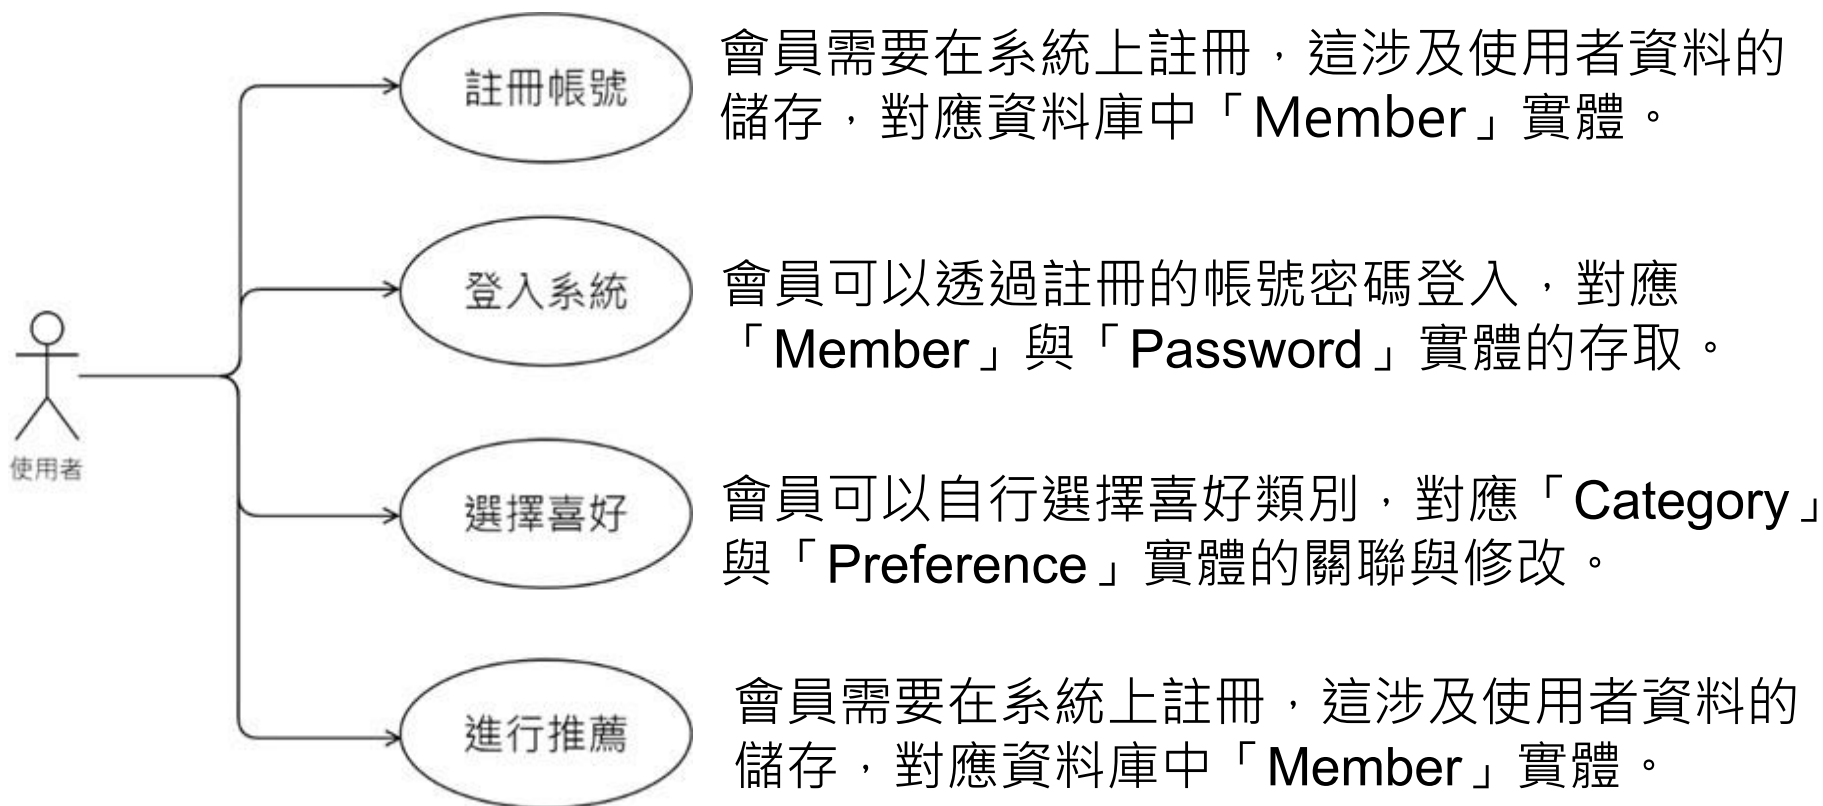 註冊帳號
會員需要在系統上註冊，這涉及使用者資料的
儲存，對應資料庫中「Member」實體。
登入系統
會員可以透過註冊的帳號密碼登入，對應
「Member」與「Password」實體的存取。
使用者
選擇喜好
會員可以自行選擇喜好類別，對應「Category」
與「Preference」實體的關聯與修改。
進行推薦
會員需要在系統上註冊，這涉及使用者資料的
儲存，對應資料庫中「Member」實體。